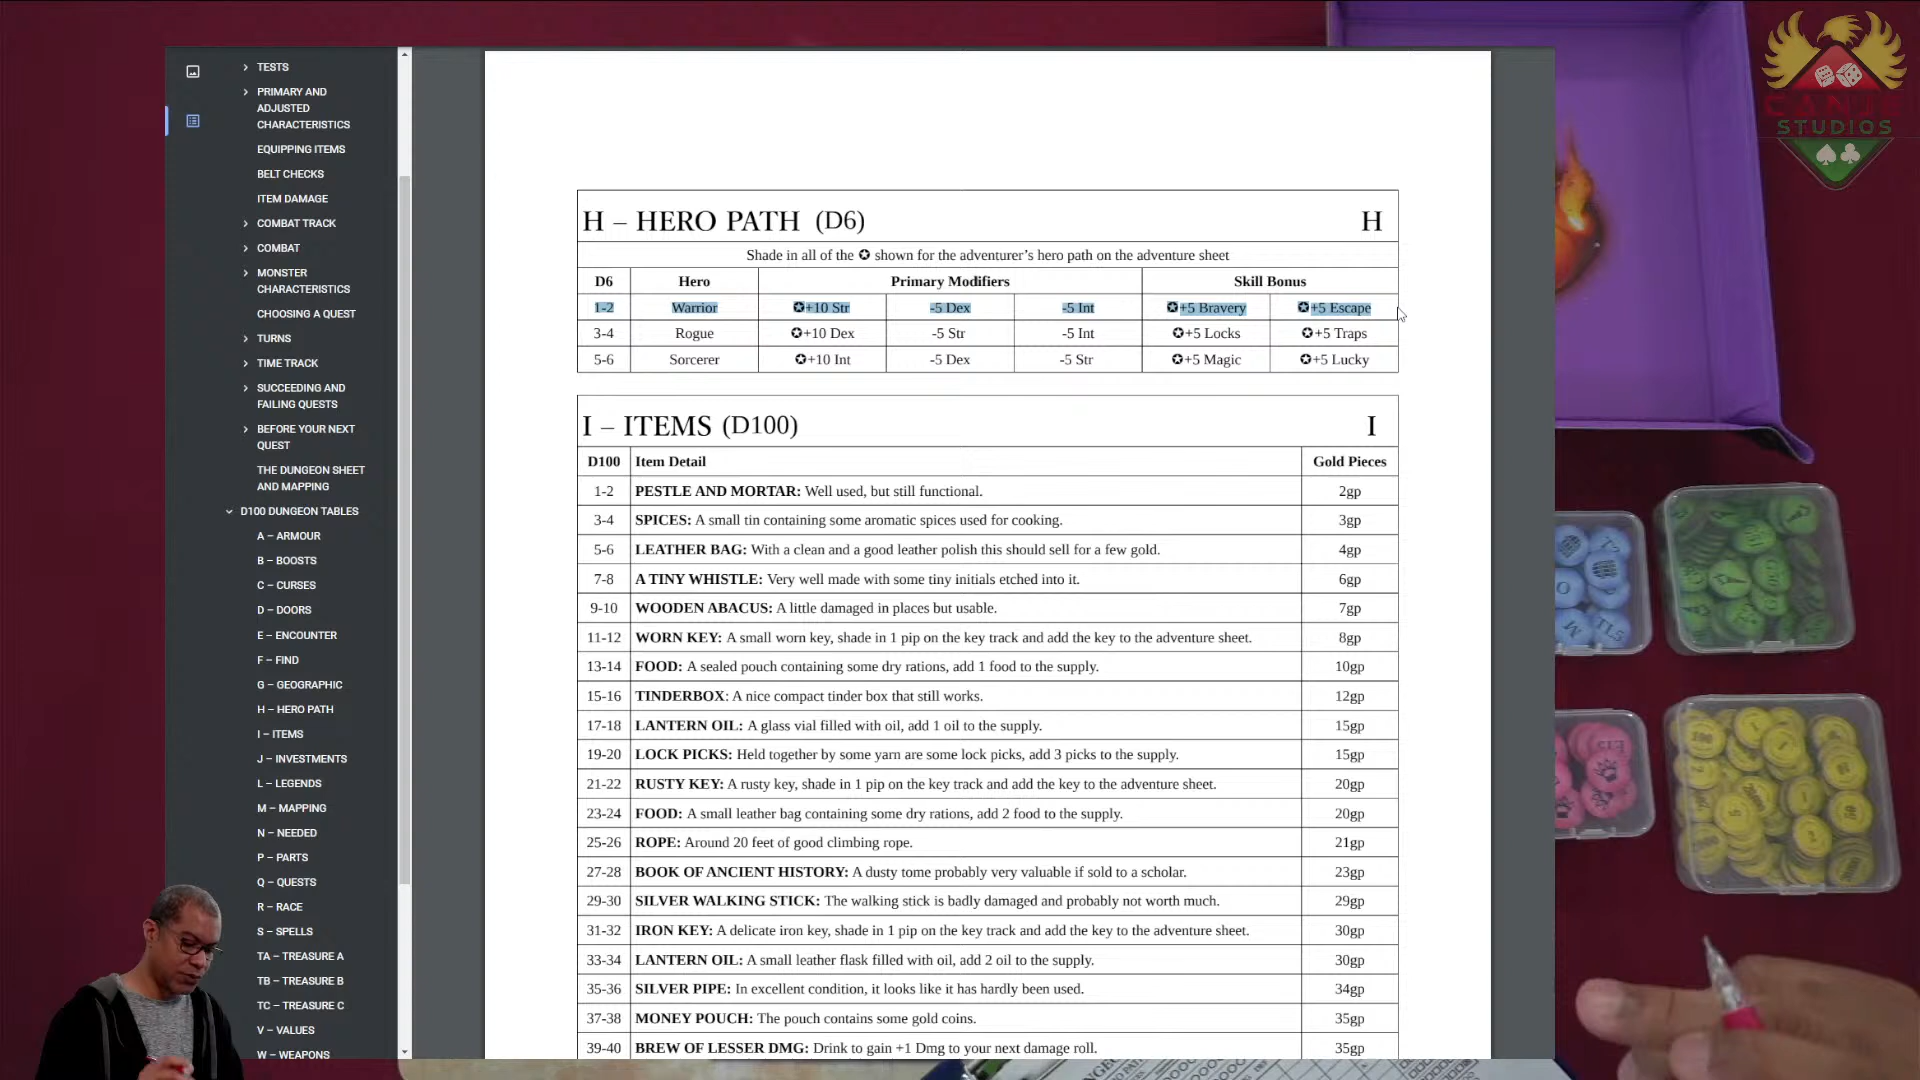 TESTS
PRIMARY AND
ADJUSTED
CHARACTERISTICS
EQUIPPING ITEMS
BELT CHECKS
ITEM DAMAGE
COMBAT TRACK
COMBAT
MONSTER
CHARACTERISTICS
CHOOSING A QUEST
TURNS
TIME TRACK
SUCCEEDING AND
FAILING QUESTS
BEFORE YOUR NEXT
QUEST
THE DUNGEON SHEET
AND MAPPING
D100 DUNGEON TABLES
A – ARMOUR
B – BOOSTS
C – CURSES
D – DOORS
E – ENCOUNTER
F – FIND
G – GEOGRAPHIC
H – HERO PATH
I – ITEMS
J – INVESTMENTS
L – LEGENDS
M – MAPPING
N – NEEDED
P – PARTS
Q – QUESTS
R – RACE
S – SPELLS
TA – TREASURE A
TB – TREASURE B
TC – TREASURE C
V – VALUES
W – WEAPONS
H – HERO PATH (D6) H
Shade in all of the ✪ shown for the adventurer's hero path on the adventure sheet
D6 Hero Primary Modifiers Skill Bonus
1-2 Warrior ✪+10 Str -5 Dex -5 Int ✪+5 Bravery ✪+5 Escape
3-4 Rogue ✪+10 Dex -5 Str -5 Int ✪+5 Locks ✪+5 Traps
5-6 Sorcerer ✪+10 Int -5 Dex -5 Str ✪+5 Magic ✪+5 Lucky
I – ITEMS (D100) I
D100 Item Detail Gold Pieces
1-2 PESTLE AND MORTAR: Well used, but still functional. 2gp
3-4 SPICES: A small tin containing some aromatic spices used for cooking. 3gp
5-6 LEATHER BAG: With a clean and a good leather polish this should sell for a few gold. 4gp
7-8 A TINY WHISTLE: Very well made with some tiny initials etched into it. 6gp
9-10 WOODEN ABACUS: A little damaged in places but usable. 7gp
11-12 WORN KEY: A small worn key, shade in 1 pip on the key track and add the key to the adventure sheet. 8gp
13-14 FOOD: A sealed pouch containing some dry rations, add 1 food to the supply. 10gp
15-16 TINDERBOX: A nice compact tinder box that still works. 12gp
17-18 LANTERN OIL: A glass vial filled with oil, add 1 oil to the supply. 15gp
19-20 LOCK PICKS: Held together by some yarn are some lock picks, add 3 picks to the supply. 15gp
21-22 RUSTY KEY: A rusty key, shade in 1 pip on the key track and add the key to the adventure sheet. 20gp
23-24 FOOD: A small leather bag containing some dry rations, add 2 food to the supply. 20gp
25-26 ROPE: Around 20 feet of good climbing rope. 21gp
27-28 BOOK OF ANCIENT HISTORY: A dusty tome probably very valuable if sold to a scholar. 23gp
29-30 SILVER WALKING STICK: The walking stick is badly damaged and probably not worth much. 29gp
31-32 IRON KEY: A delicate iron key, shade in 1 pip on the key track and add the key to the adventure sheet. 30gp
33-34 LANTERN OIL: A small leather flask filled with oil, add 2 oil to the supply. 30gp
35-36 SILVER PIPE: In excellent condition, it looks like it has hardly been used. 34gp
37-38 MONEY POUCH: The pouch contains some gold coins. 35gp
39-40 BREW OF LESSER DMG: Drink to gain +1 Dmg to your next damage roll. 35gp
STUDIOS